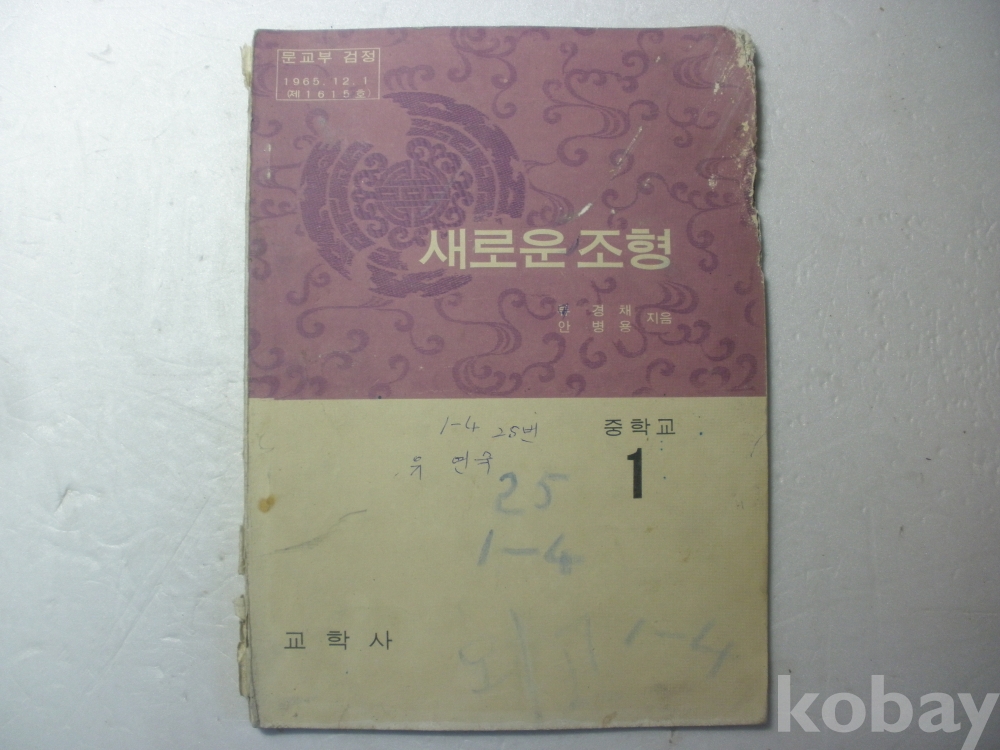 문교부 검정
1965. 12. 1
(제1615호)
새로운 조형
경 채
안 병 용 지음
중학교
1
1-4 25번
유 연국
25
1-4
1-4
교 학 사
kobay